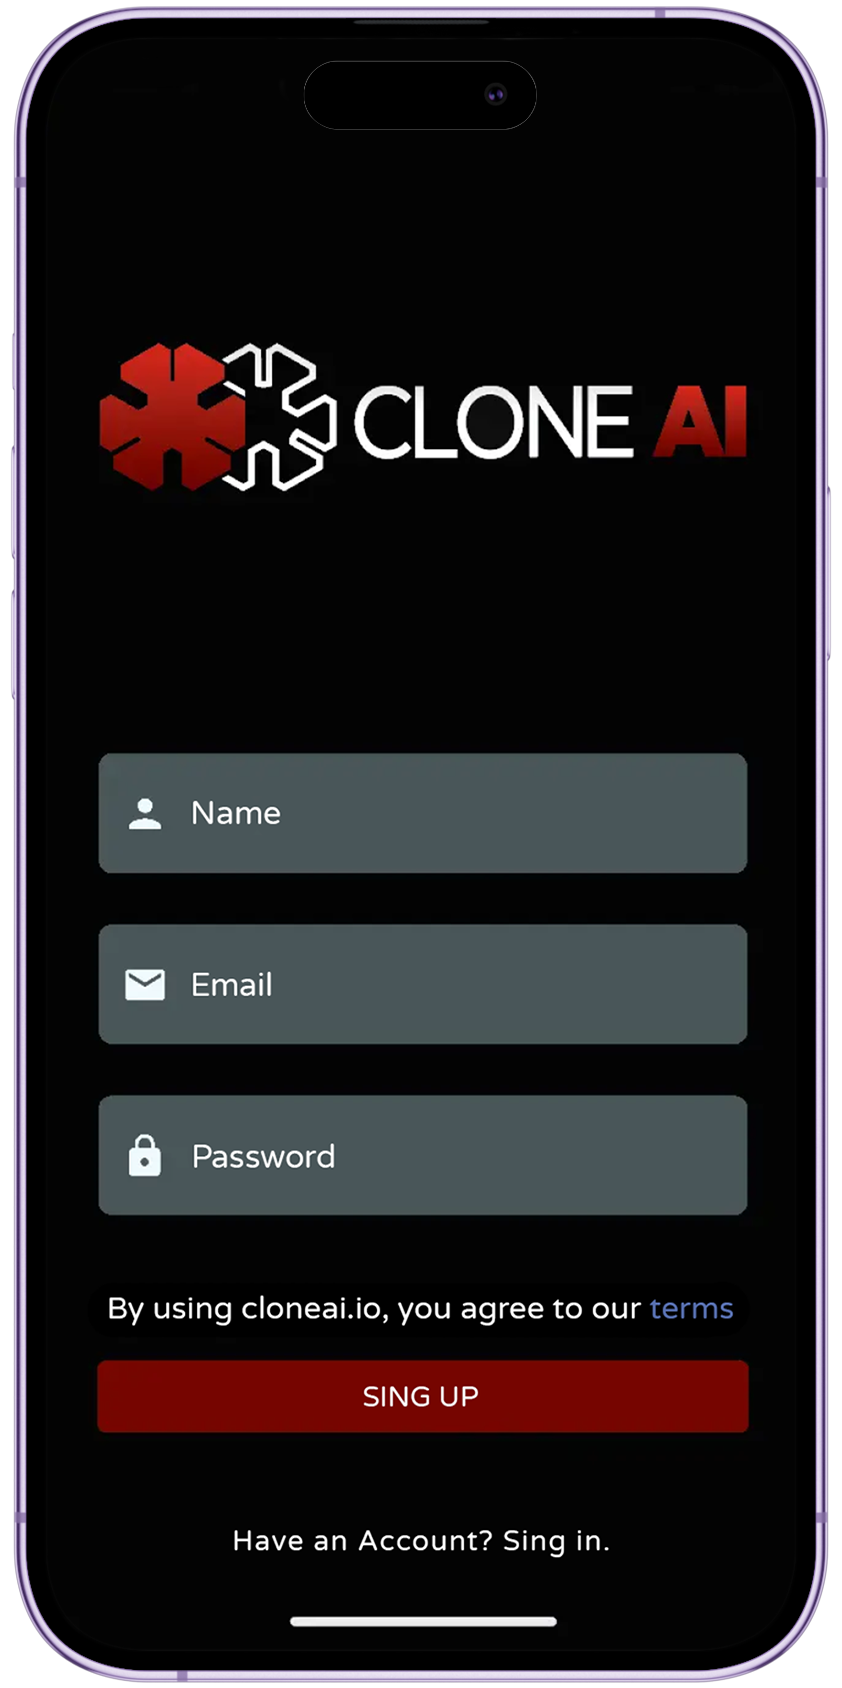 CLONE AI
Name
Email
Password
By using cloneai.io, you agree to our terms
SING UP
Have an Account? Sing in.